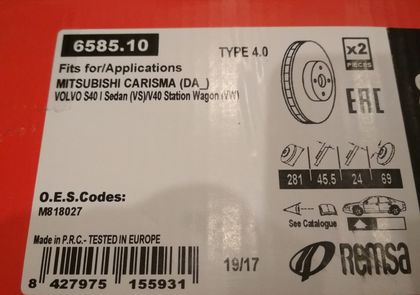 6585.10
TYPE 4.0
x2
PIECES
Fits for/Applications
MITSUBISHI CARISMA (DA_)
VOLVO S40 I Sedan (VS)/V40 Station Wagon (VW)
EAC
281 45.5 24 69
O.E.S.Codes:
M818027
See Catalogue
Made in P.R.C.- TESTED IN EUROPE
19/17
remsa
8 427975 155931